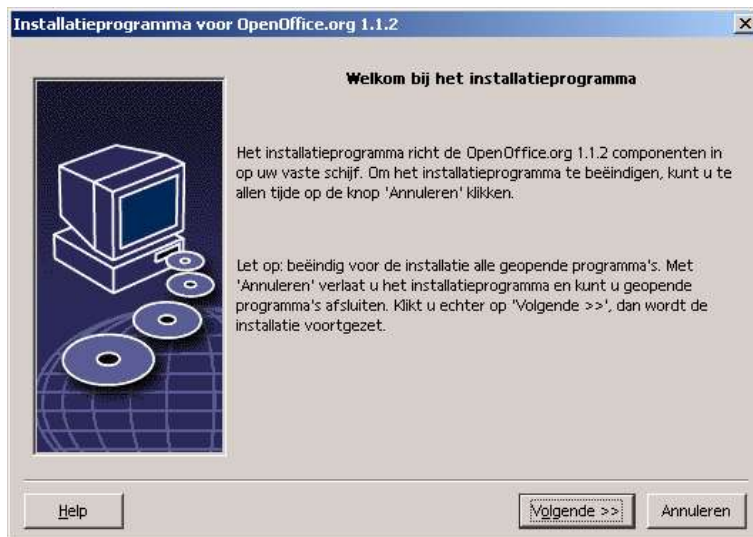 Installatieprogramma voor OpenOffice.org 1.1.2
Welkom bij het installatieprogramma
Het installatieprogramma richt de OpenOffice.org 1.1.2 componenten in
op uw vaste schijf. Om het installatieprogramma te beëindigen, kunt u te
allen tijde op de knop 'Annuleren' klikken.
Let op: beëindig voor de installatie alle geopende programma's. Met
'Annuleren' verlaat u het installatieprogramma en kunt u geopende
programma's afsluiten. Klikt u echter op 'Volgende >>', dan wordt de
installatie voortgezet.
Help
Volgende >>
Annuleren